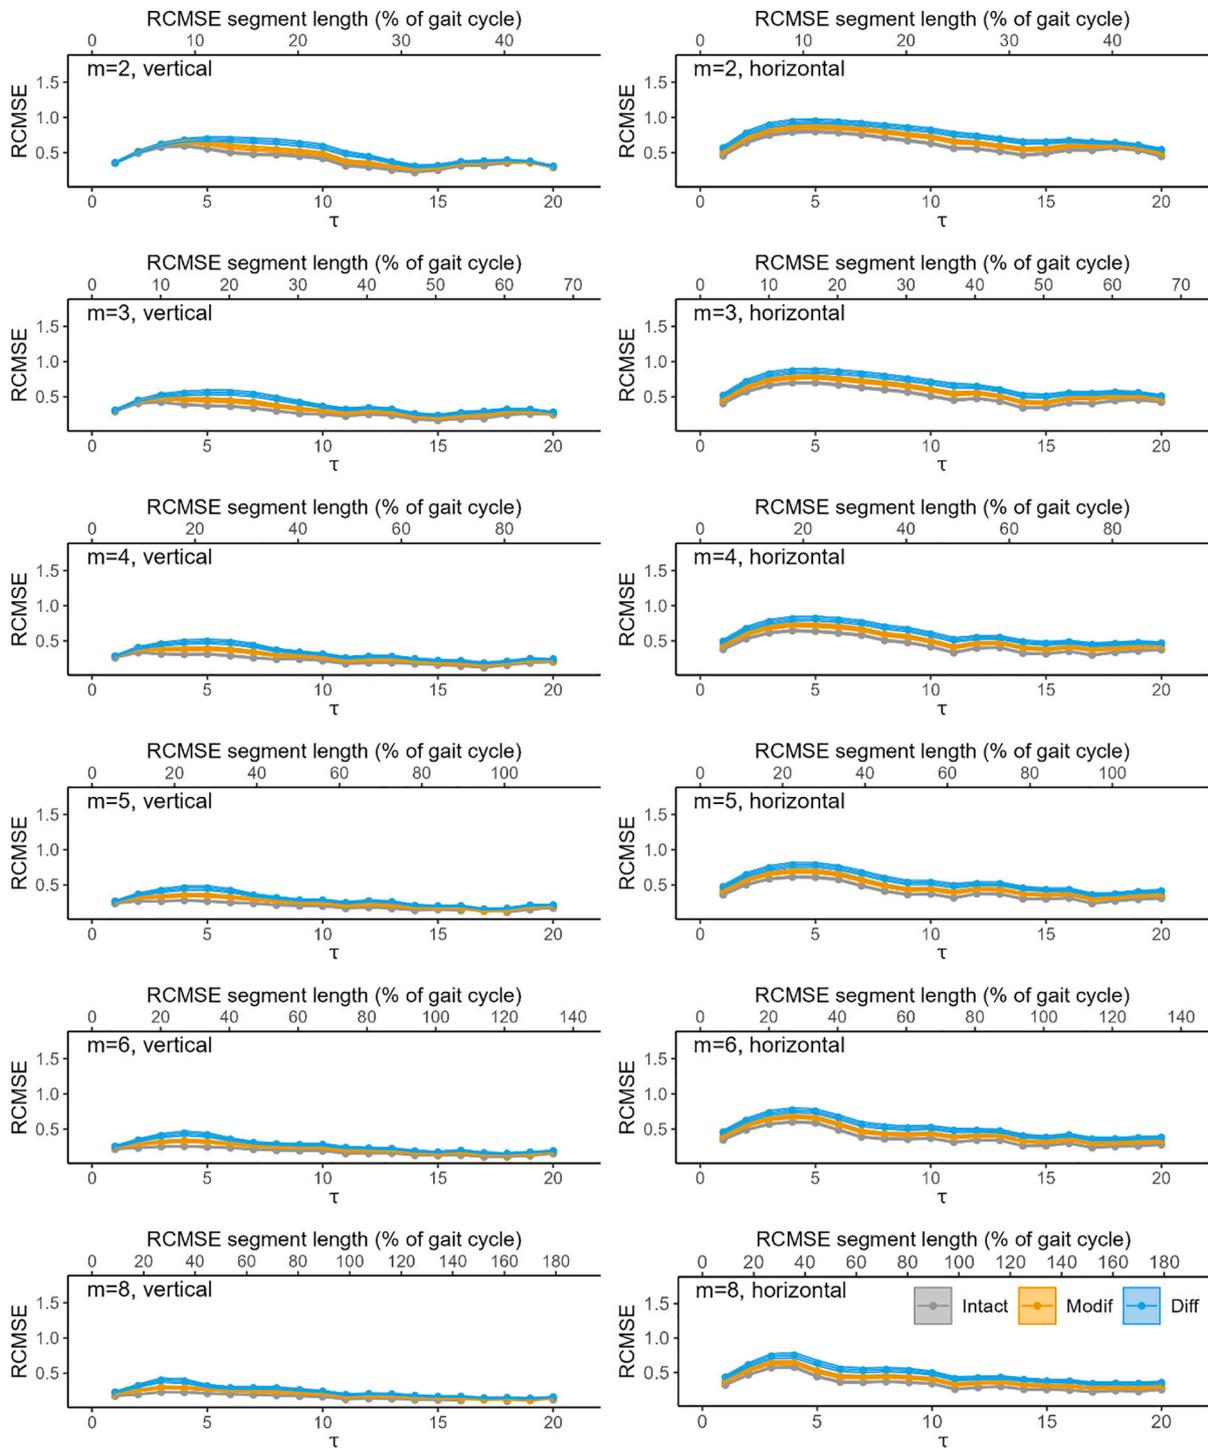 RCMSE segment length (% of gait cycle)
0 10 20 30 40
m=2, vertical
RCMSE
1.5
1.0
0.5
0 5 10 15 20
τ
RCMSE segment length (% of gait cycle)
0 10 20 30 40
m=2, horizontal
RCMSE
1.5
1.0
0.5
0 5 10 15 20
τ
RCMSE segment length (% of gait cycle)
0 10 20 30 40 50 60 70
m=3, vertical
RCMSE
1.5
1.0
0.5
0 5 10 15 20
τ
RCMSE segment length (% of gait cycle)
0 10 20 30 40 50 60 70
m=3, horizontal
RCMSE
1.5
1.0
0.5
0 5 10 15 20
τ
RCMSE segment length (% of gait cycle)
0 20 40 60 80
m=4, vertical
RCMSE
1.5
1.0
0.5
0 5 10 15 20
τ
RCMSE segment length (% of gait cycle)
0 20 40 60 80
m=4, horizontal
RCMSE
1.5
1.0
0.5
0 5 10 15 20
τ
RCMSE segment length (% of gait cycle)
0 20 40 60 80 100
m=5, vertical
RCMSE
1.5
1.0
0.5
0 5 10 15 20
τ
RCMSE segment length (% of gait cycle)
0 20 40 60 80 100
m=5, horizontal
RCMSE
1.5
1.0
0.5
0 5 10 15 20
τ
RCMSE segment length (% of gait cycle)
0 20 40 60 80 100 120 140
m=6, vertical
RCMSE
1.5
1.0
0.5
0 5 10 15 20
τ
RCMSE segment length (% of gait cycle)
0 20 40 60 80 100 120 140
m=6, horizontal
RCMSE
1.5
1.0
0.5
0 5 10 15 20
τ
RCMSE segment length (% of gait cycle)
0 20 40 60 80 100 120 140 160 180
m=8, vertical
RCMSE
1.5
1.0
0.5
0 5 10 15 20
τ
RCMSE segment length (% of gait cycle)
0 20 40 60 80 100 120 140 160 180
m=8, horizontal
Intact Modif Diff
RCMSE
1.5
1.0
0.5
0 5 10 15 20
τ